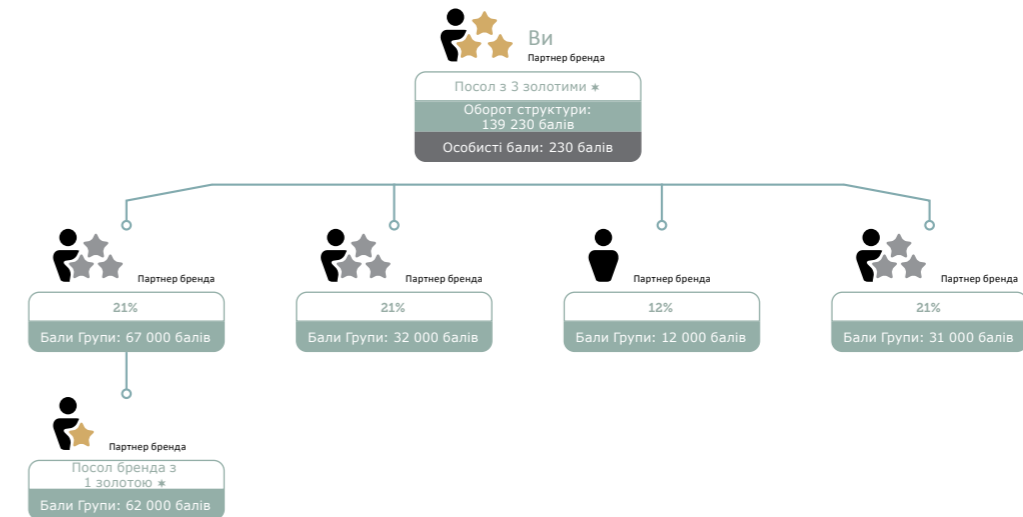 Ви
Партнер бренда
Посол з 3 золотими ✶
Оборот структури:
139 230 балів
Особисті бали: 230 балів
Партнер бренда
21%
Бали Групи: 67 000 балів
Партнер бренда
21%
Бали Групи: 32 000 балів
Партнер бренда
12%
Бали Групи: 12 000 балів
Партнер бренда
21%
Бали Групи: 31 000 балів
Партнер бренда
Посол бренда з
1 золотою ✶
Бали Групи: 62 000 балів